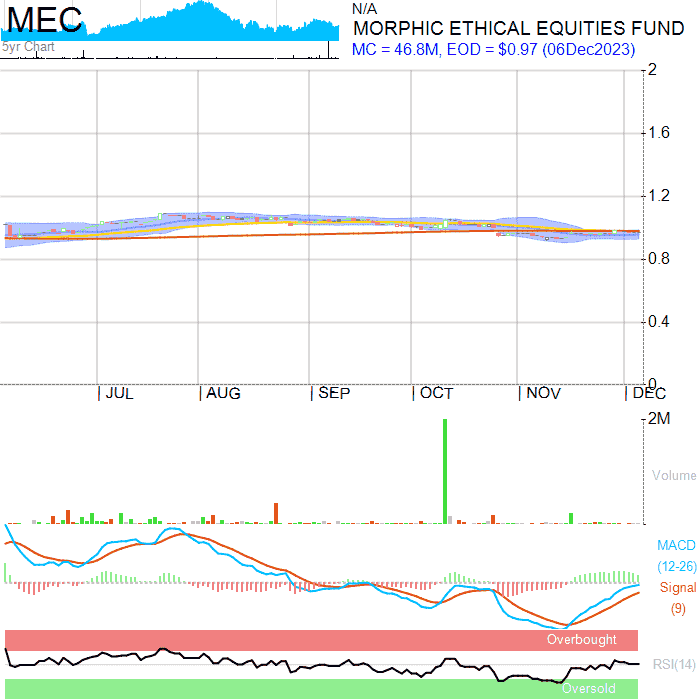 MEC
N/A
MORPHIC ETHICAL EQUITIES FUND
MC = 46.8M, EOD = $0.97 (06Dec2023)
5yr Chart
2
1.6
1.2
0.8
0.4
0
JUL
AUG
SEP
OCT
NOV
DEC
2M
Volume
MACD
(12-26)
Signal
(9)
Overbought
RSI(14)
Oversold